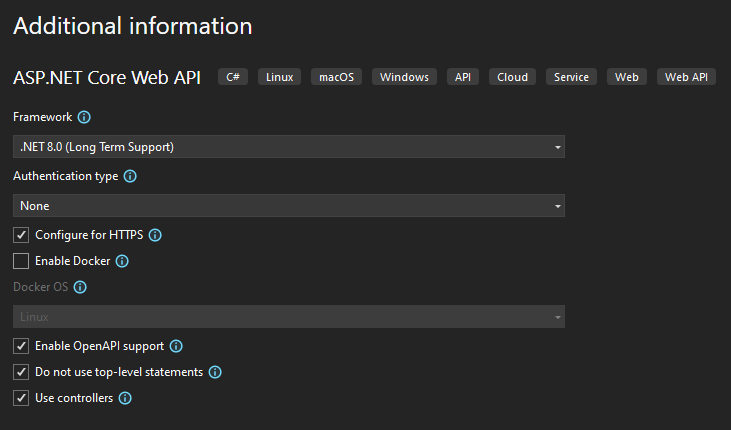 Additional information
ASP.NET Core Web API C# Linux macOS Windows API Cloud Service Web Web API
Framework
.NET 8.0 (Long Term Support)
Authentication type
None
Configure for HTTPS
Enable Docker
Docker OS
Linux
Enable OpenAPI support
Do not use top-level statements
Use controllers